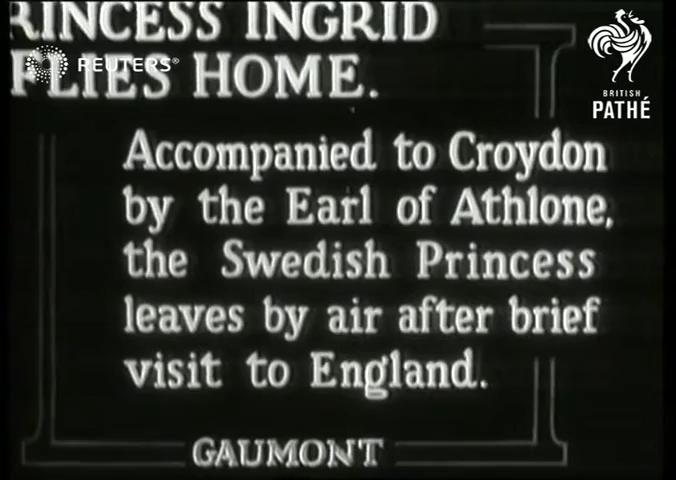 RINCESS INGRID
FLIES HOME.
REUTERS
BRITISH
PATHÉ
Accompanied to Croydon
by the Earl of Athlone,
the Swedish Princess
leaves by air after brief
visit to England.
GAUMONT